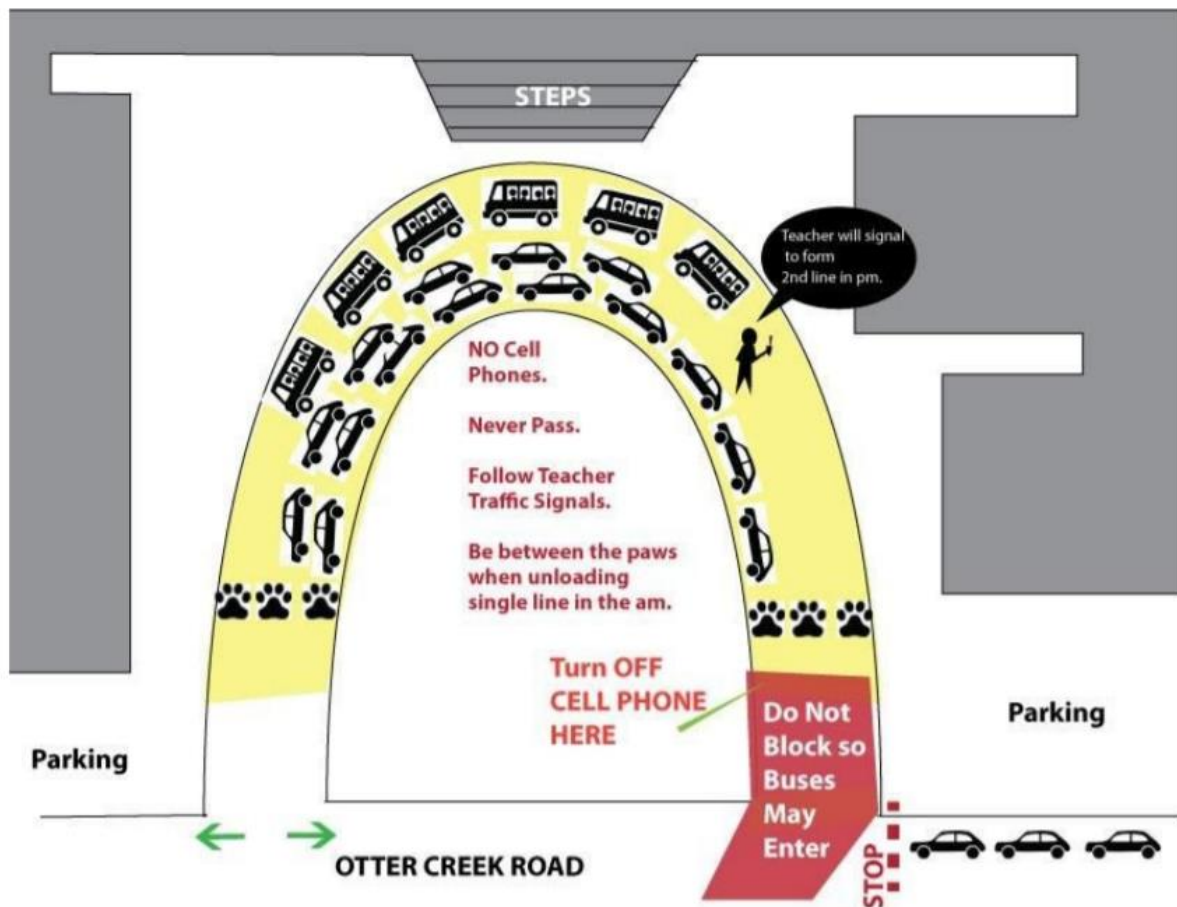 STEPS
Teacher will signal
to form
2nd line in pm.
NO Cell
Phones.
Never Pass.
Follow Teacher
Traffic Signals.
Be between the paws
when unloading
single line in the am.
Turn OFF
CELL PHONE
HERE
Do Not
Block so
Buses
May
Enter
Parking
Parking
STOP
OTTER CREEK ROAD